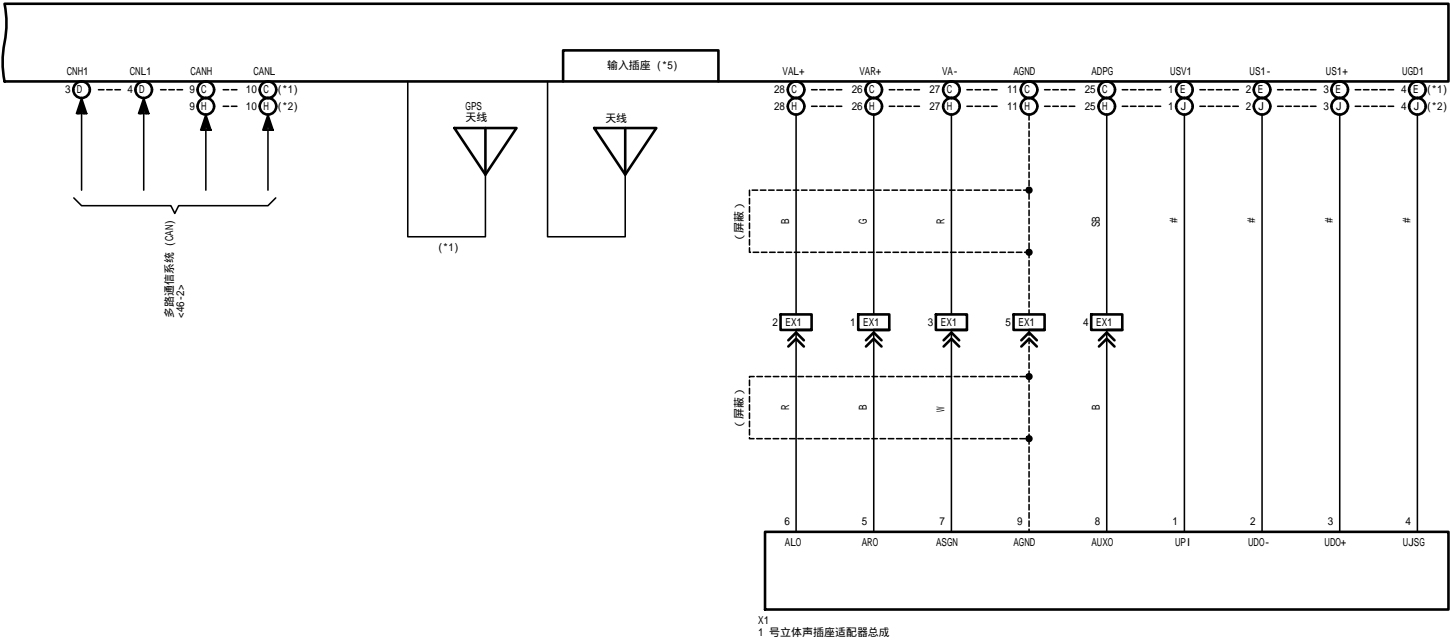 输入插座 (*5)
CNH1 CNL1 CANH CANL VAL+ VAR+ VA- AGND ADPG USV1 US1- US1+ UGD1
3 D 4 D 9 C 10 C (*1) 28 C 26 C 27 C 11 C 25 C 1 E 2 E 3 E 4 E (*1)
9 H 10 H (*2) 28 H 26 H 27 H 11 H 25 H 1 J 2 J 3 J 4 J (*2)
GPS
天线
天线
(*1)
多路通信系统 (CAN)
<46-2>
(屏蔽)
B G R SB # # # #
2 EX1 1 EX1 3 EX1 5 EX1 4 EX1
(屏蔽)
R B W B
6 5 7 9 8 1 2 3 4
ALO ARO ASGN AGND AUXO UPI UDO- UDO+ UJSG
X1
1 号立体声插座适配器总成